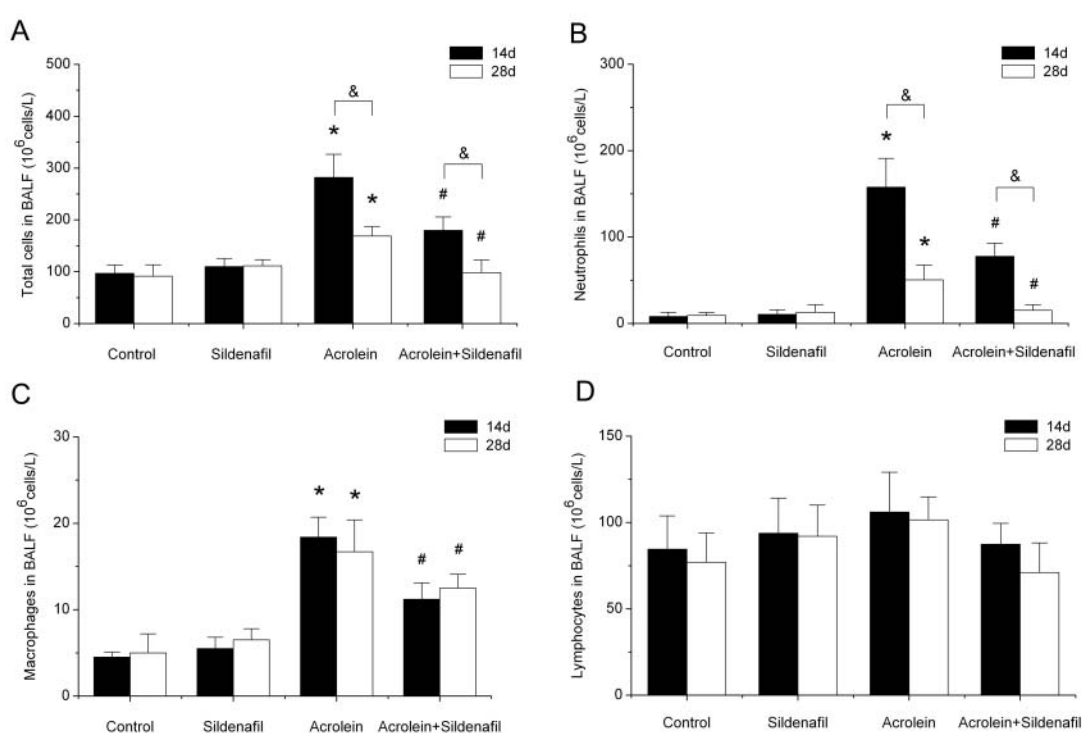 A
14d
28d
Total cells in BALF (10⁶cells/L)
500
400
300
200
100
0
&
*
*
&
#
#
Control
Sildenafil
Acrolein
Acrolein+Sildenafil
B
14d
28d
Neutrophils in BALF (10⁶cells/L)
300
200
100
0
&
*
*
&
#
#
Control
Sildenafil
Acrolein
Acrolein+Sildenafil
C
14d
28d
Macrophages in BALF (10⁶cells/L)
30
20
10
0
*
*
#
#
Control
Sildenafil
Acrolein
Acrolein+Sildenafil
D
14d
28d
Lymphocytes in BALF (10⁶cells/L)
150
100
50
0
Control
Sildenafil
Acrolein
Acrolein+Sildenafil